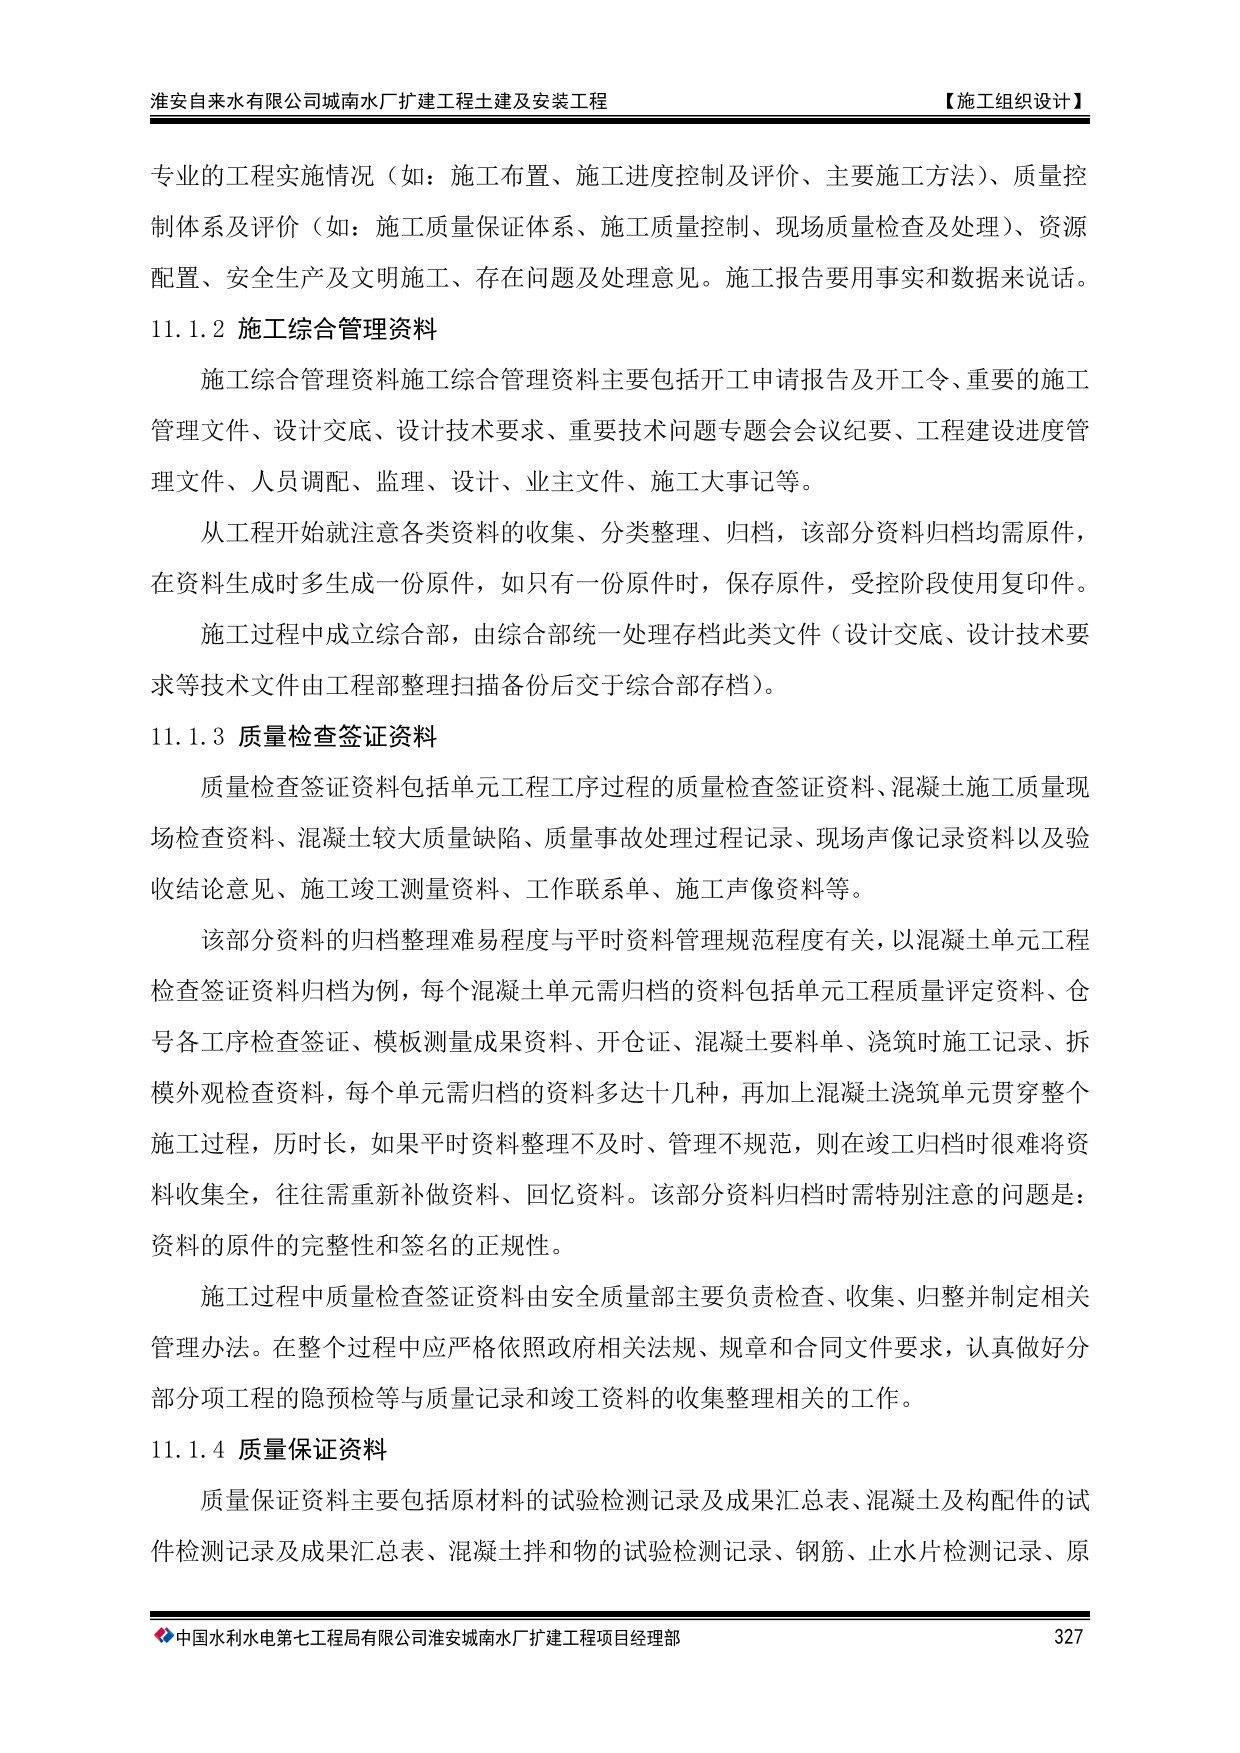 淮安自来水有限公司城南水厂扩建工程土建及安装工程 【施工组织设计】
专业的工程实施情况（如：施工布置、施工进度控制及评价、主要施工方法）、质量控
制体系及评价（如：施工质量保证体系、施工质量控制、现场质量检查及处理）、资源
配置、安全生产及文明施工、存在问题及处理意见。施工报告要用事实和数据来说话。
11.1.2 施工综合管理资料
施工综合管理资料施工综合管理资料主要包括开工申请报告及开工令、重要的施工
管理文件、设计交底、设计技术要求、重要技术问题专题会会议纪要、工程建设进度管
理文件、人员调配、监理、设计、业主文件、施工大事记等。
从工程开始就注意各类资料的收集、分类整理、归档，该部分资料归档均需原件，
在资料生成时多生成一份原件，如只有一份原件时，保存原件，受控阶段使用复印件。
施工过程中成立综合部，由综合部统一处理存档此类文件（设计交底、设计技术要
求等技术文件由工程部整理扫描备份后交于综合部存档）。
11.1.3 质量检查签证资料
质量检查签证资料包括单元工程工序过程的质量检查签证资料、混凝土施工质量现
场检查资料、混凝土较大质量缺陷、质量事故处理过程记录、现场声像记录资料以及验
收结论意见、施工竣工测量资料、工作联系单、施工声像资料等。
该部分资料的归档整理难易程度与平时资料管理规范程度有关，以混凝土单元工程
检查签证资料归档为例，每个混凝土单元需归档的资料包括单元工程质量评定资料、仓
号各工序检查签证、模板测量成果资料、开仓证、混凝土要料单、浇筑时施工记录、拆
模外观检查资料，每个单元需归档的资料多达十几种，再加上混凝土浇筑单元贯穿整个
施工过程，历时长，如果平时资料整理不及时、管理不规范，则在竣工归档时很难将资
料收集全，往往需重新补做资料、回忆资料。该部分资料归档时需特别注意的问题是：
资料的原件的完整性和签名的正规性。
施工过程中质量检查签证资料由安全质量部主要负责检查、收集、归整并制定相关
管理办法。在整个过程中应严格依照政府相关法规、规章和合同文件要求，认真做好分
部分项工程的隐预检等与质量记录和竣工资料的收集整理相关的工作。
11.1.4 质量保证资料
质量保证资料主要包括原材料的试验检测记录及成果汇总表、混凝土及构配件的试
件检测记录及成果汇总表、混凝土拌和物的试验检测记录、钢筋、止水片检测记录、原
中国水利水电第七工程局有限公司淮安城南水厂扩建工程项目经理部 327